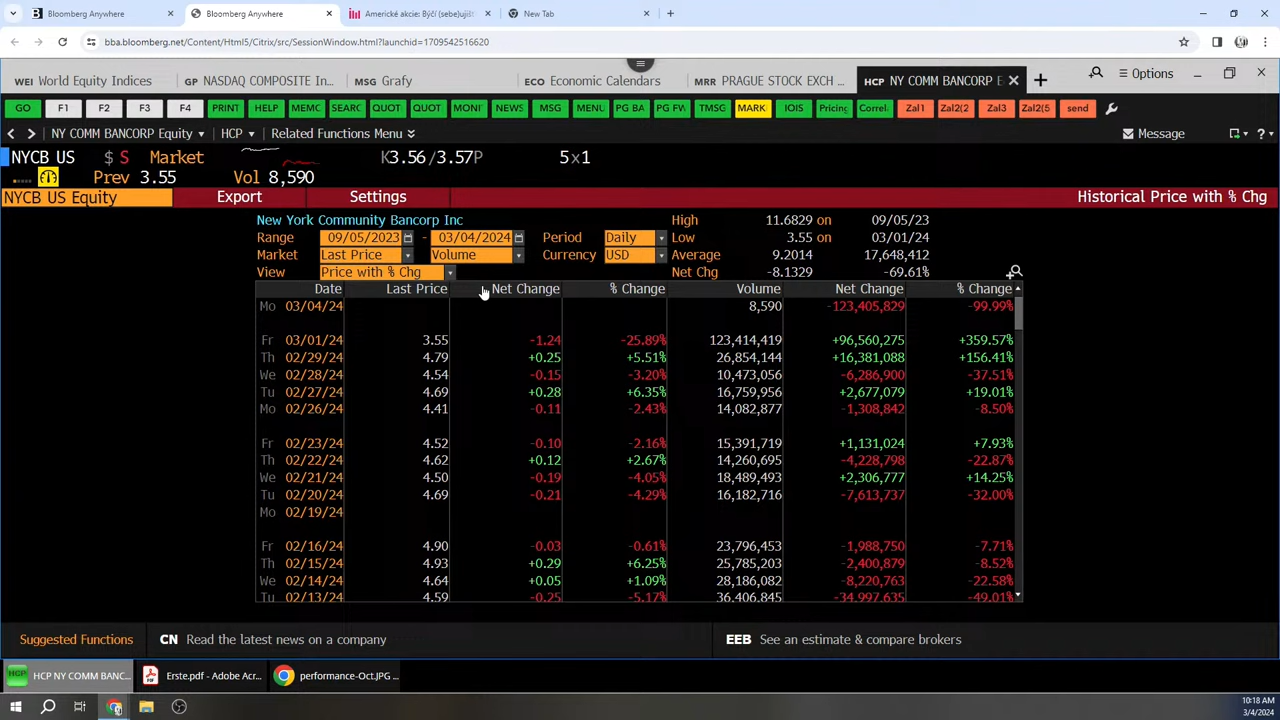 Bloomberg Anywhere Bloomberg Anywhere Americké akcie: Býčí (sebe)ujišt New Tab
bba.bloomberg.net/Content/Html5/Citrix/src/SessionWindow.html?launchid=1709542516620
WEI World Equity Indices GP NASDAQ COMPOSITE In... MSG Grafy ECO Economic Calendars MRR PRAGUE STOCK EXCH HCP NY COMM BANCORP E Options
GO F1 F2 F3 F4 PRINT HELP MEMC SEARC QUOT QUOT MONI NEWS MSG MENU PG BA PG FW TMSG MARK IOIS Pricing Correl. Zal1 Zal2(2 Zal3 Zal2(5 send
NY COMM BANCORP Equity HCP Related Functions Menu Message ?
NYCB US $ S Market K3.56/3.57P 5x1
Prev 3.55 Vol 8,590
NYCB US Equity Export Settings Historical Price with % Chg
New York Community Bancorp Inc High 11.6829 on 09/05/23
Range 09/05/2023 - 03/04/2024 Period Daily Low 3.55 on 03/01/24
Market Last Price Volume Currency USD Average 9.2014 17,648,412
View Price with % Chg Net Chg -8.1329 -69.61%
Date Last Price Net Change % Change Volume Net Change % Change
Mo 03/04/24 8,590 -123,405,829 -99.99%
Fr 03/01/24 3.55 -1.24 -25.89% 123,414,419 +96,560,275 +359.57%
Th 02/29/24 4.79 +0.25 +5.51% 26,854,144 +16,381,088 +156.41%
We 02/28/24 4.54 -0.15 -3.20% 10,473,056 -6,286,900 -37.51%
Tu 02/27/24 4.69 +0.28 +6.35% 16,759,956 +2,677,079 +19.01%
Mo 02/26/24 4.41 -0.11 -2.43% 14,082,877 -1,308,842 -8.50%
Fr 02/23/24 4.52 -0.10 -2.16% 15,391,719 +1,131,024 +7.93%
Th 02/22/24 4.62 +0.12 +2.67% 14,260,695 -4,228,798 -22.87%
We 02/21/24 4.50 -0.19 -4.05% 18,489,493 +2,306,777 +14.25%
Tu 02/20/24 4.69 -0.21 -4.29% 16,182,716 -7,613,737 -32.00%
Mo 02/19/24
Fr 02/16/24 4.90 -0.03 -0.61% 23,796,453 -1,988,750 -7.71%
Th 02/15/24 4.93 +0.29 +6.25% 25,785,203 -2,400,879 -8.52%
We 02/14/24 4.64 +0.05 +1.09% 28,186,082 -8,220,763 -22.58%
Tu 02/13/24 4.59 -0.25 -5.17% 36,406,845 -34,997,635 -49.01%
Suggested Functions CN Read the latest news on a company EEB See an estimate & compare brokers
HCP NY COMM BANC... Erste.pdf - Adobe Acr... performance-Oct.JPG ...
10:18 AM
3/4/2024